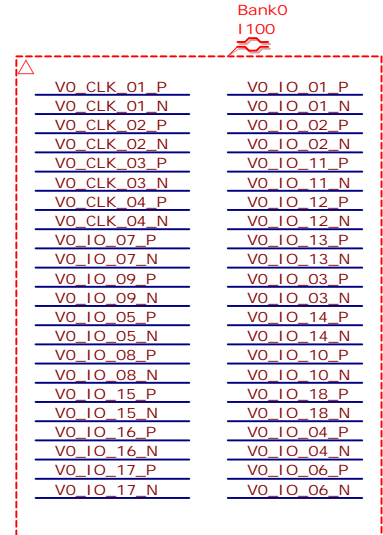 Bank0
I100
V0_CLK_01_P V0_IO_01_P
V0_CLK_01_N V0_IO_01_N
V0_CLK_02_P V0_IO_02_P
V0_CLK_02_N V0_IO_02_N
V0_CLK_03_P V0_IO_11_P
V0_CLK_03_N V0_IO_11_N
V0_CLK_04_P V0_IO_12_P
V0_CLK_04_N V0_IO_12_N
V0_IO_07_P V0_IO_13_P
V0_IO_07_N V0_IO_13_N
V0_IO_09_P V0_IO_03_P
V0_IO_09_N V0_IO_03_N
V0_IO_05_P V0_IO_14_P
V0_IO_05_N V0_IO_14_N
V0_IO_08_P V0_IO_10_P
V0_IO_08_N V0_IO_10_N
V0_IO_15_P V0_IO_18_P
V0_IO_15_N V0_IO_18_N
V0_IO_16_P V0_IO_04_P
V0_IO_16_N V0_IO_04_N
V0_IO_17_P V0_IO_06_P
V0_IO_17_N V0_IO_06_N